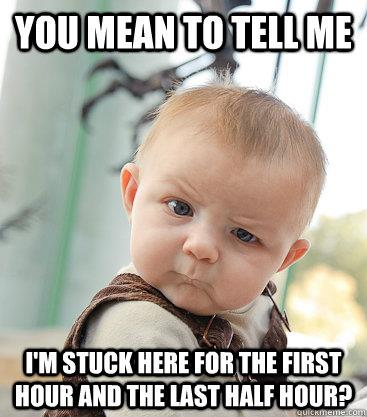 YOU MEAN TO TELL ME
I'M STUCK HERE FOR THE FIRST
HOUR AND THE LAST HALF HOUR?
quickmeme.com